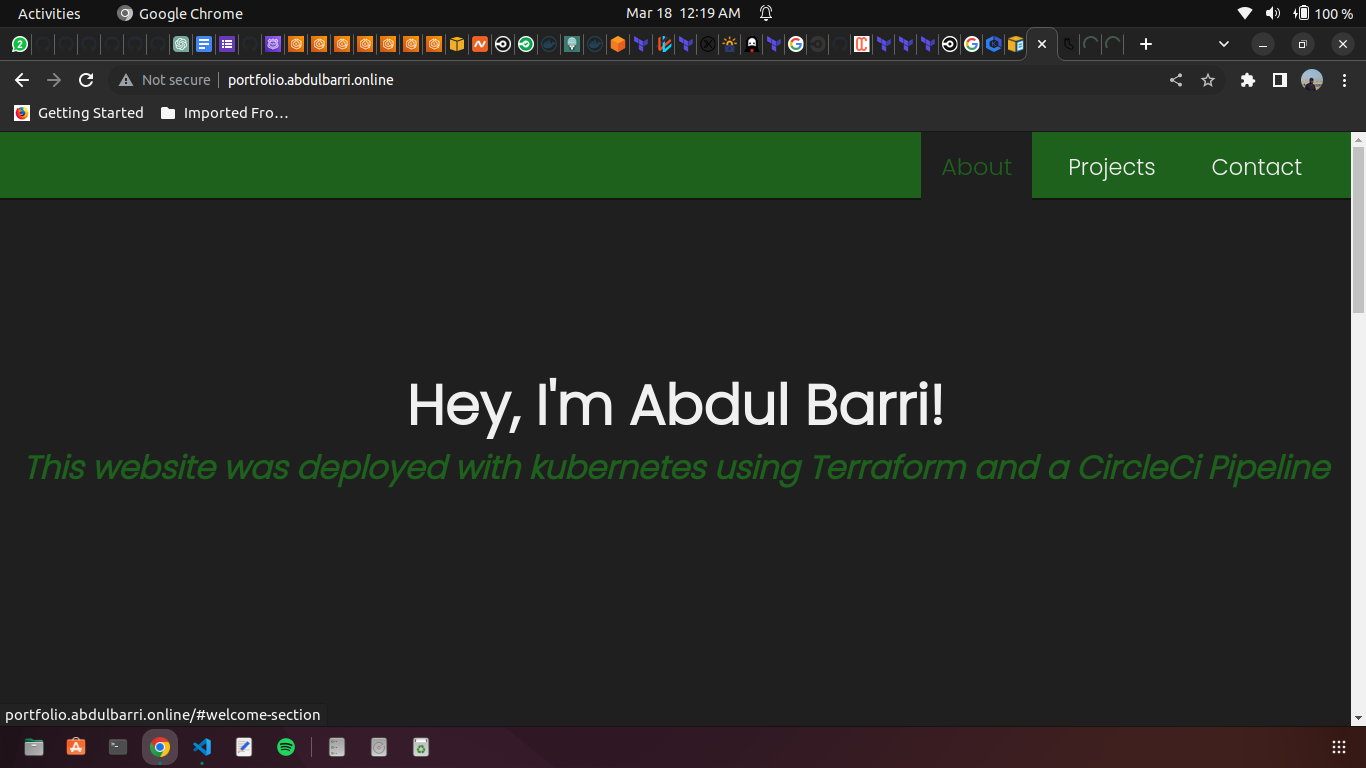 Activities Google Chrome Mar 18 12:19 AM 100 %
Not secure portfolio.abdulbarri.online
Getting Started Imported Fro…
About Projects Contact
Hey, I'm Abdul Barri!
This website was deployed with kubernetes using Terraform and a CircleCi Pipeline
portfolio.abdulbarri.online/#welcome-section